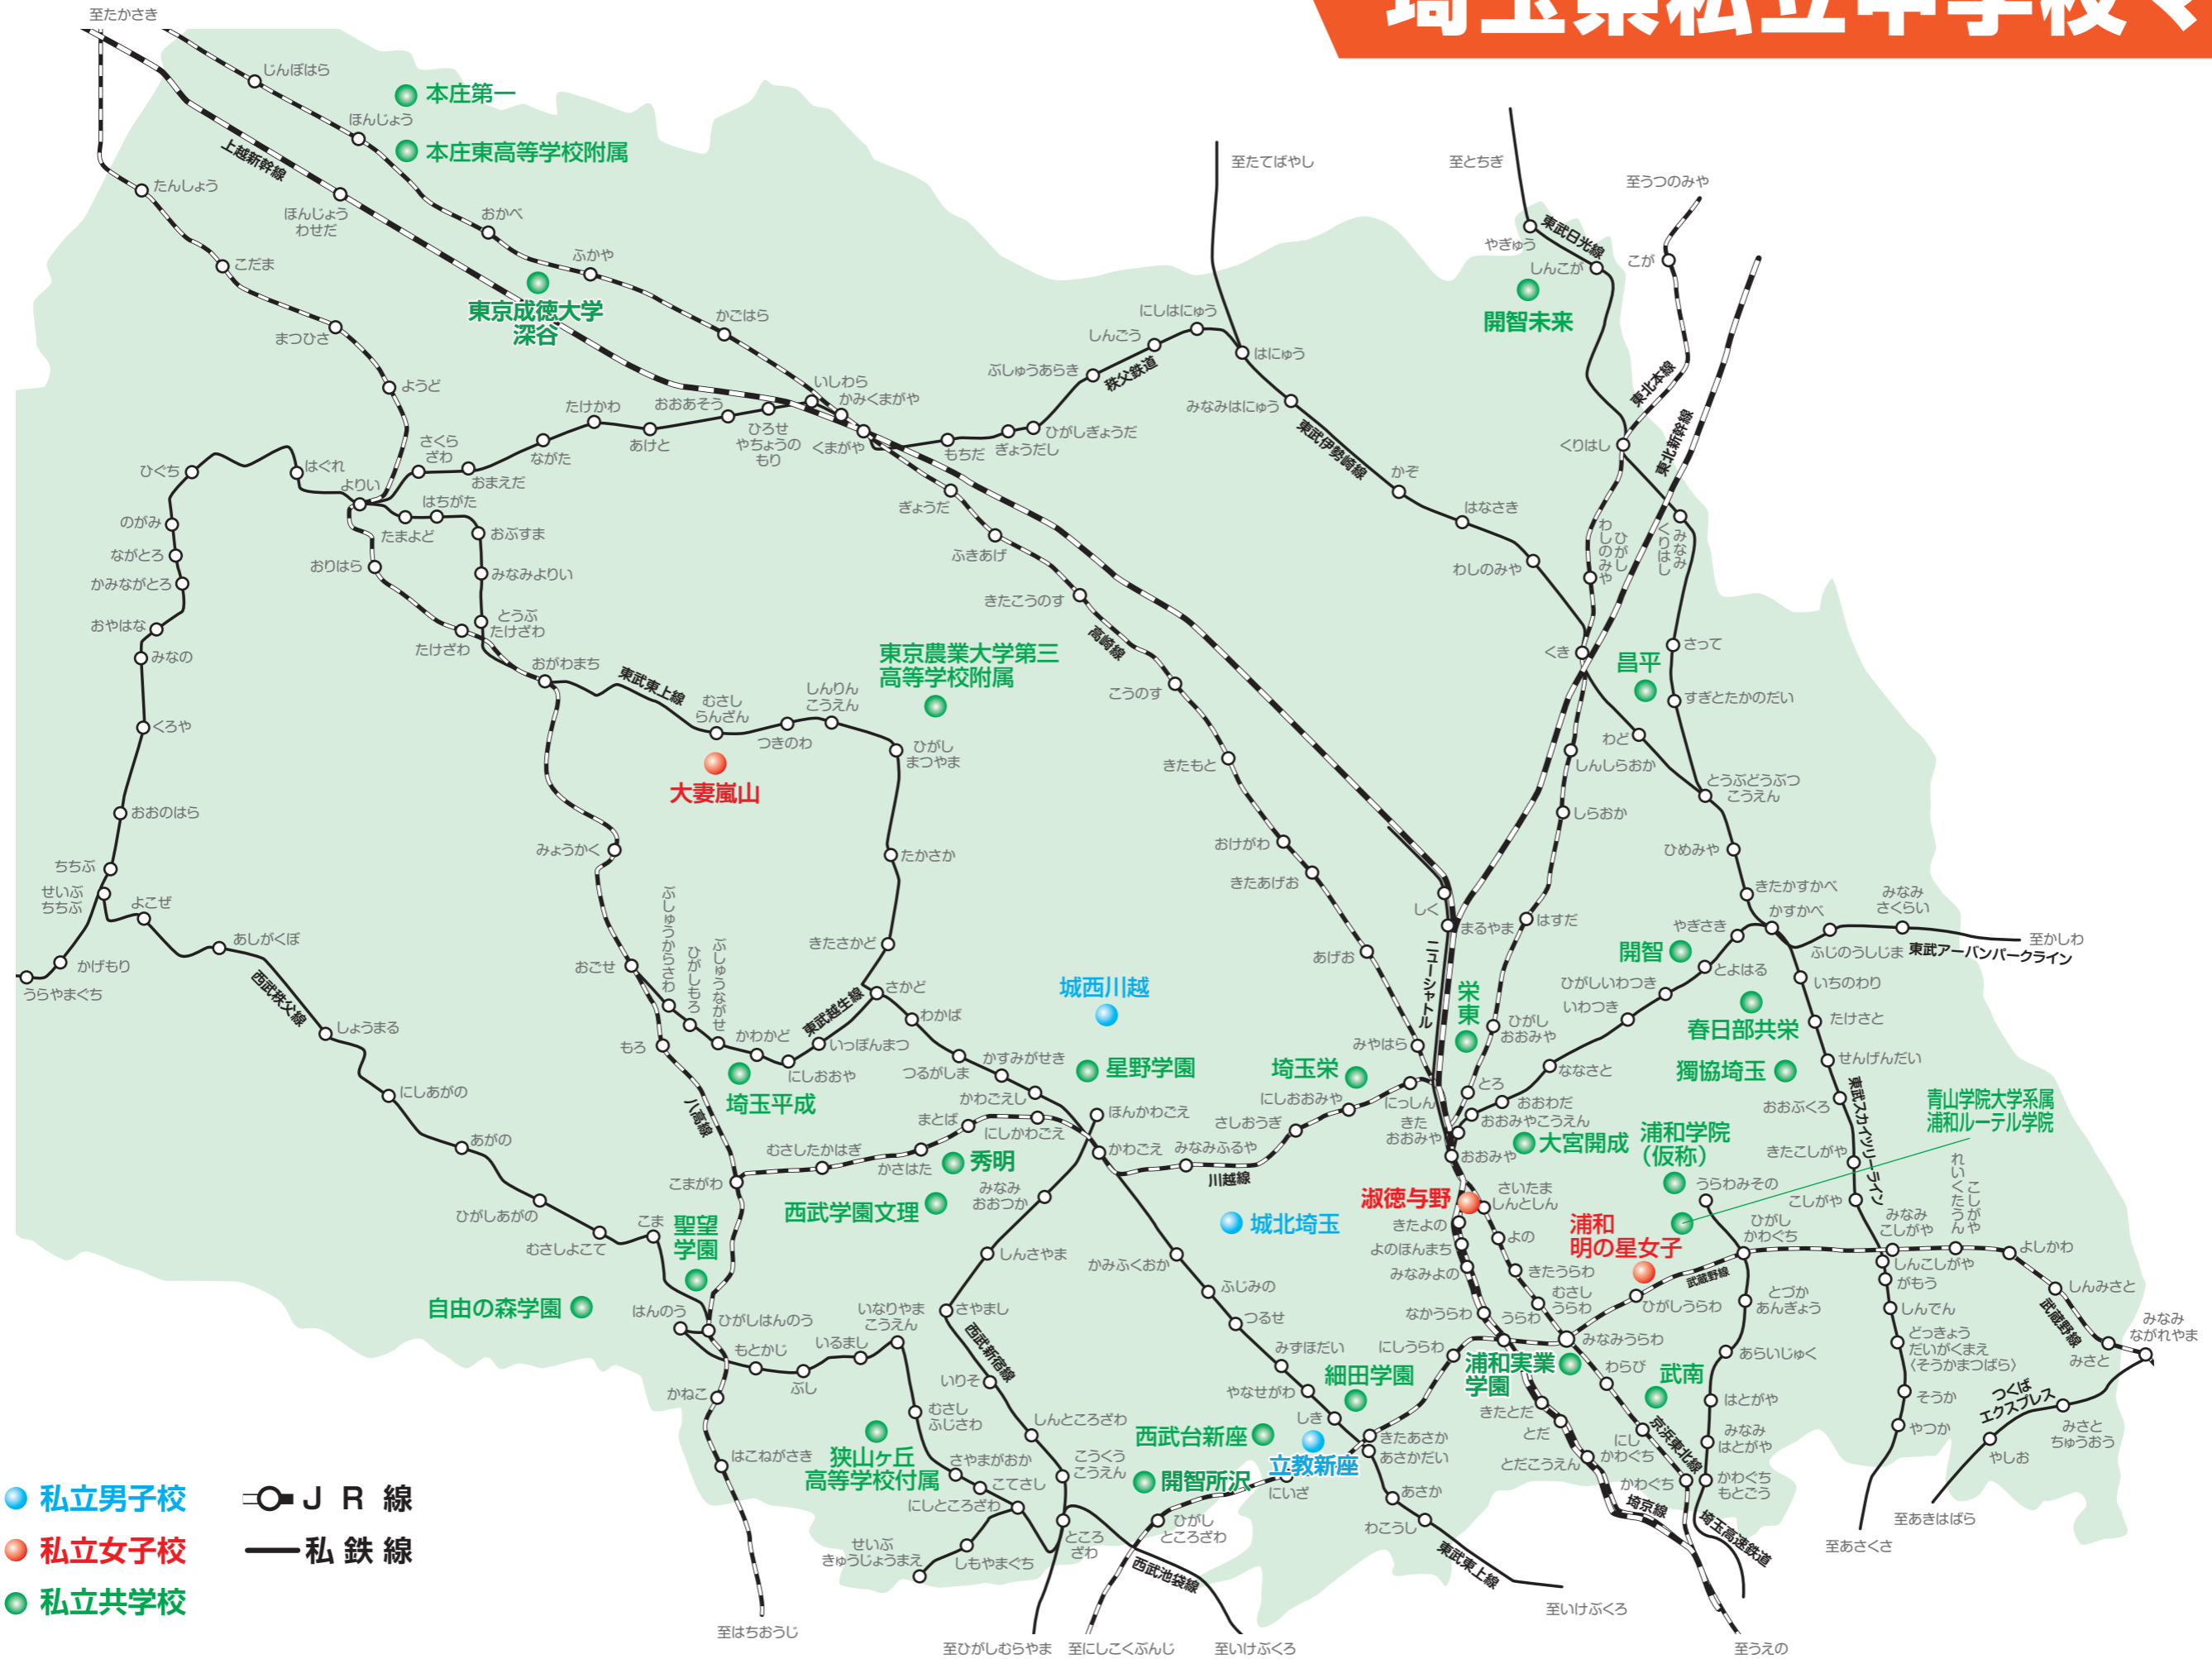 埼玉県私立中学校マ
至たかさき
じんぼはら
本庄第一
ほんじょう
本庄東高等学校附属
上越新幹線
たんしょう
ほんじょう
わせだ
おかべ
ふかや
こだま
東京成徳大学
深谷
かごはら
まつひさ
ようど
いしわら
かみくまがや
たけかわ
おおあそう
さくら
ざわ
ながた
あけと
ひろせ
やちょうの
もり
くまがや
もちだ
ぎょうだし
ひがしぎょうだ
ぶしゅうあらき
秩父鉄道
しんごう
にしはにゅう
はにゅう
至たてばやし
みなみはにゅう
東武伊勢崎線
かぞ
はなさき
わしのみや
至とちぎ
やぎゅう
東武日光線
しんこが
開智未来
至うつのみや
こが
東北本線
東北新幹線
くりはし
ひがし
わしのみや
みなみ
くりはし
くき
昌平
さって
すぎとたかのだい
わど
しんしらおか
とうぶどうぶつ
こうえん
しらおか
ひめみや
きたかすかべ
かすかべ
みなみ
さくらい
やぎさき
ふじのうしじま
東武アーバンパークライン
至かしわ
ひぐち
はぐれ
よりい
おまえだ
はちがた
たまよど
おぶすま
のがみ
ながとろ
かみながとろ
おりはら
みなみよりい
おやはな
みなの
とうぶ
たけざわ
たけざわ
おがわまち
東武東上線
むさし
らんざん
しんりん
こうえん
つきのわ
東京農業大学第三
高等学校附属
ひがし
まつやま
大妻嵐山
くろや
おおのはら
ちちぶ
せいぶ
ちちぶ
よこぜ
あしがくぼ
かげもり
うらやまぐち
西武秩父線
しょうまる
にしあがの
あがの
ひがしあがの
むさしよこて
こま
みょうかく
たかさか
きたさかど
ぶしゅうからさわ
ひがしもろ
ぶしゅうながせ
おごせ
もろ
かわかど
にしおおや
いっぽんまつ
東武越生線
さかど
わかば
かすみがせき
つるがしま
かわごえし
埼玉平成
八高線
ぎょうだ
ふきあげ
きたこうのす
高崎線
こうのす
きたもと
おけがわ
きたあげお
あげお
みやはら
しく
まるやま
ニューシャトル
はすだ
城西川越
星野学園
埼玉栄
栄
東
ひがし
おおみや
開智
とよはる
ひがしいわつき
いわつき
ななさと
春日部共栄
獨協埼玉
いちのわり
たけさと
せんげんだい
東武スカイツリーライン
おおぶくろ
きたこしがや
こしがや
青山学院大学系属
浦和ルーテル学院
まとば
にしかわごえ
ほんかわごえ
かわごえ
むさしたかはぎ
かさはた
こまがわ
秀明
西武学園文理
みなみ
おおつか
みなみふるや
川越線
さしおうぎ
にしおおみや
にっしん
とろ
おおわだ
おおみやこうえん
きた
おおみや
おおみや
大宮開成
浦和学院
（仮称）
うらわみその
淑徳与野
さいたま
しんとしん
きたよの
よのほんまち
よの
みなみよの
きたうらわ
浦和
明の星女子
ひがし
かわぐち
みなみ
こしがや
こしがや
れいくたうん
よしかわ
しんこしがや
がもう
しんみさと
武蔵野線
みなみ
ながれやま
みさと
武蔵野線
ひがしうらわ
とづか
あんぎょう
しんでん
どっきょう
だいがくまえ
〈そうかまつばら〉
そうか
やつか
つくば
エクスプレス
みさと
ちゅうおう
やしお
至あきはばら
至あさくさ
城北埼玉
しんさやま
かみふくおか
ふじみの
つるせ
みずほだい
やなせがわ
しき
なかうらわ
うらわ
むさし
うらわ
みなみうらわ
にしうらわ
浦和実業
学園
わらび
武南
あらいじゅく
はとがや
みなみ
はとがや
京浜東北線
にし
かわぐち
かわぐち
かわぐち
もとごう
きたとだ
とだ
とだこうえん
埼京線
埼玉高速鉄道
細田学園
西武台新座
立教新座
きたあさか
あさかだい
にいざ
あさか
わこうし
東武東上線
至いけぶくろ
至うえの
聖望
学園
自由の森学園
はんのう
ひがしはんのう
もとかじ
ぶし
いるまし
いなりやま
こうえん
さやまし
西武新宿線
いりそ
かねこ
はこねがさき
むさし
ふじさわ
しんところざわ
狭山ヶ丘
高等学校付属
さやまがおか
こてさし
にしところざわ
こうくう
こうえん
開智所沢
ひがし
ところざわ
ところ
ざわ
せいぶ
きゅうじょうまえ
しもやまぐち
西武池袋線
至はちおうじ
至ひがしむらやま
至にしこくぶんじ
至いけぶくろ
私立男子校
私立女子校
私立共学校
ＪＲ線
私鉄線